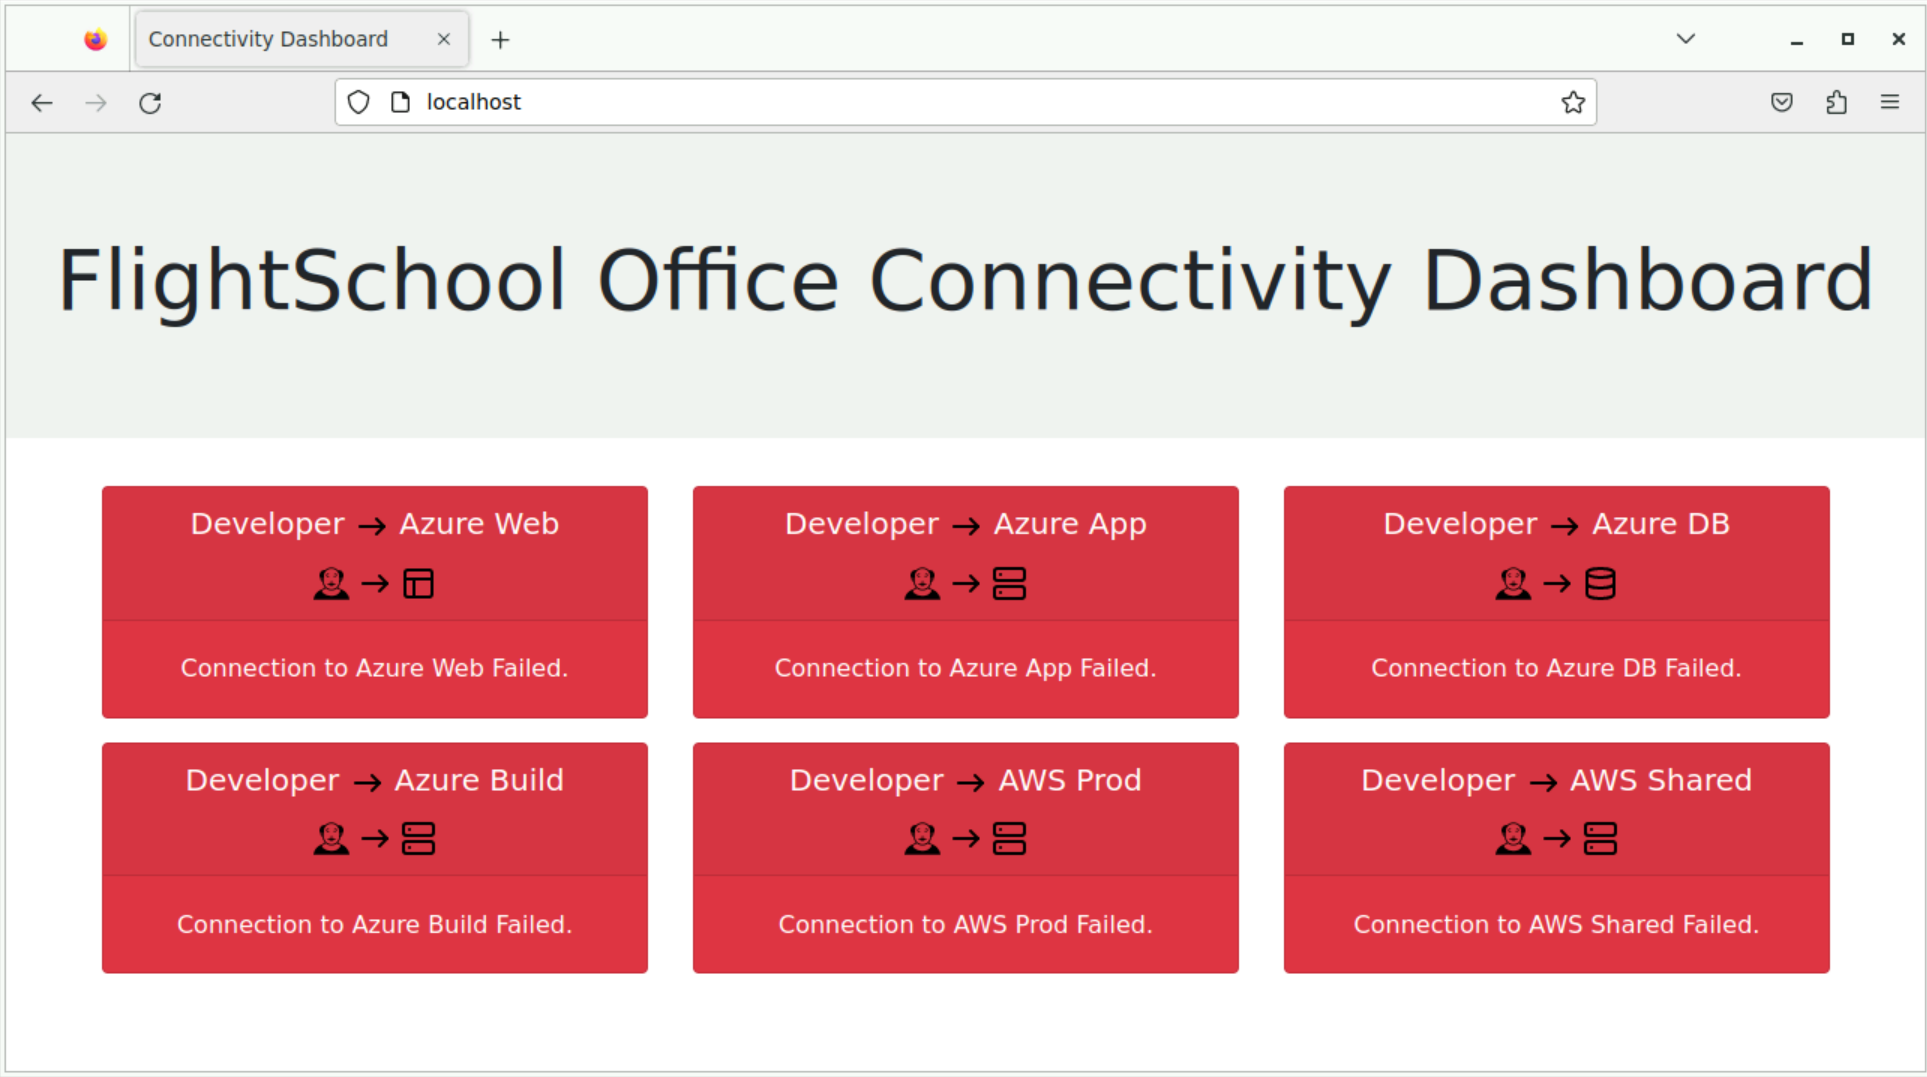 Connectivity Dashboard
localhost
FlightSchool Office Connectivity Dashboard
Developer → Azure Web
Connection to Azure Web Failed.
Developer → Azure App
Connection to Azure App Failed.
Developer → Azure DB
Connection to Azure DB Failed.
Developer → Azure Build
Connection to Azure Build Failed.
Developer → AWS Prod
Connection to AWS Prod Failed.
Developer → AWS Shared
Connection to AWS Shared Failed.